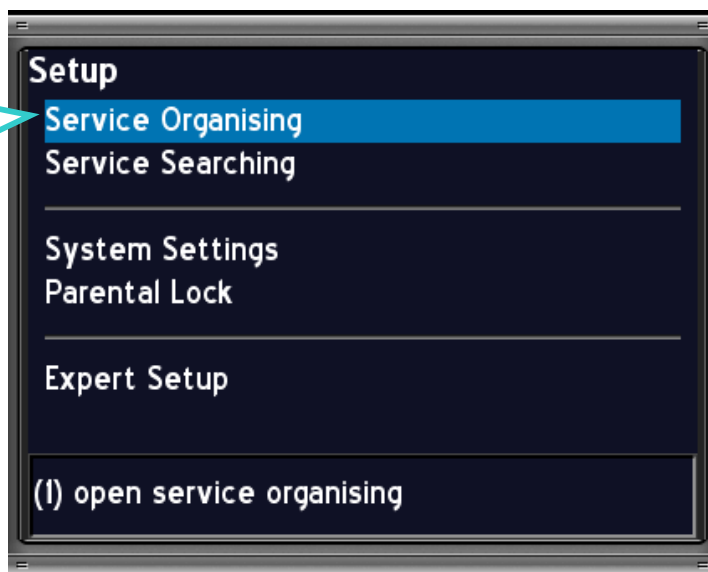 Setup
Service Organising
Service Searching
System Settings
Parental Lock
Expert Setup
(1) open service organising